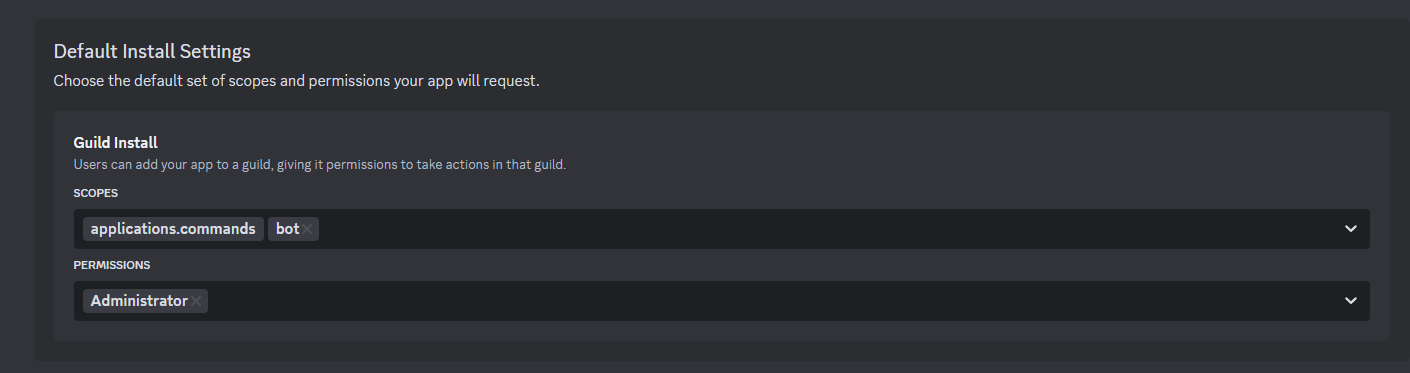 Default Install Settings
Choose the default set of scopes and permissions your app will request.
Guild Install
Users can add your app to a guild, giving it permissions to take actions in that guild.
SCOPES
applications.commands bot
PERMISSIONS
Administrator